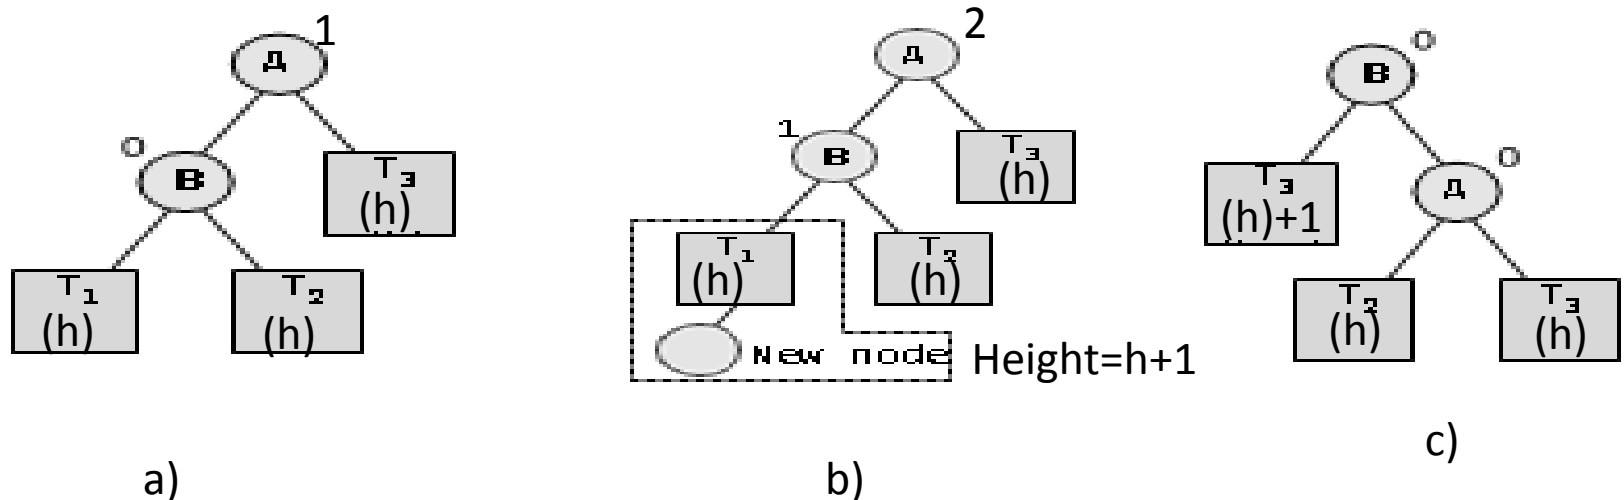 A 1
0
B
T3
(h)
T1
(h)
T2
(h)
a)
A 2
1
B
T3
(h)
T1
(h)
T2
(h)
New node
Height=h+1
b)
B 0
T3
(h)+1
A 0
T2
(h)
T3
(h)
c)